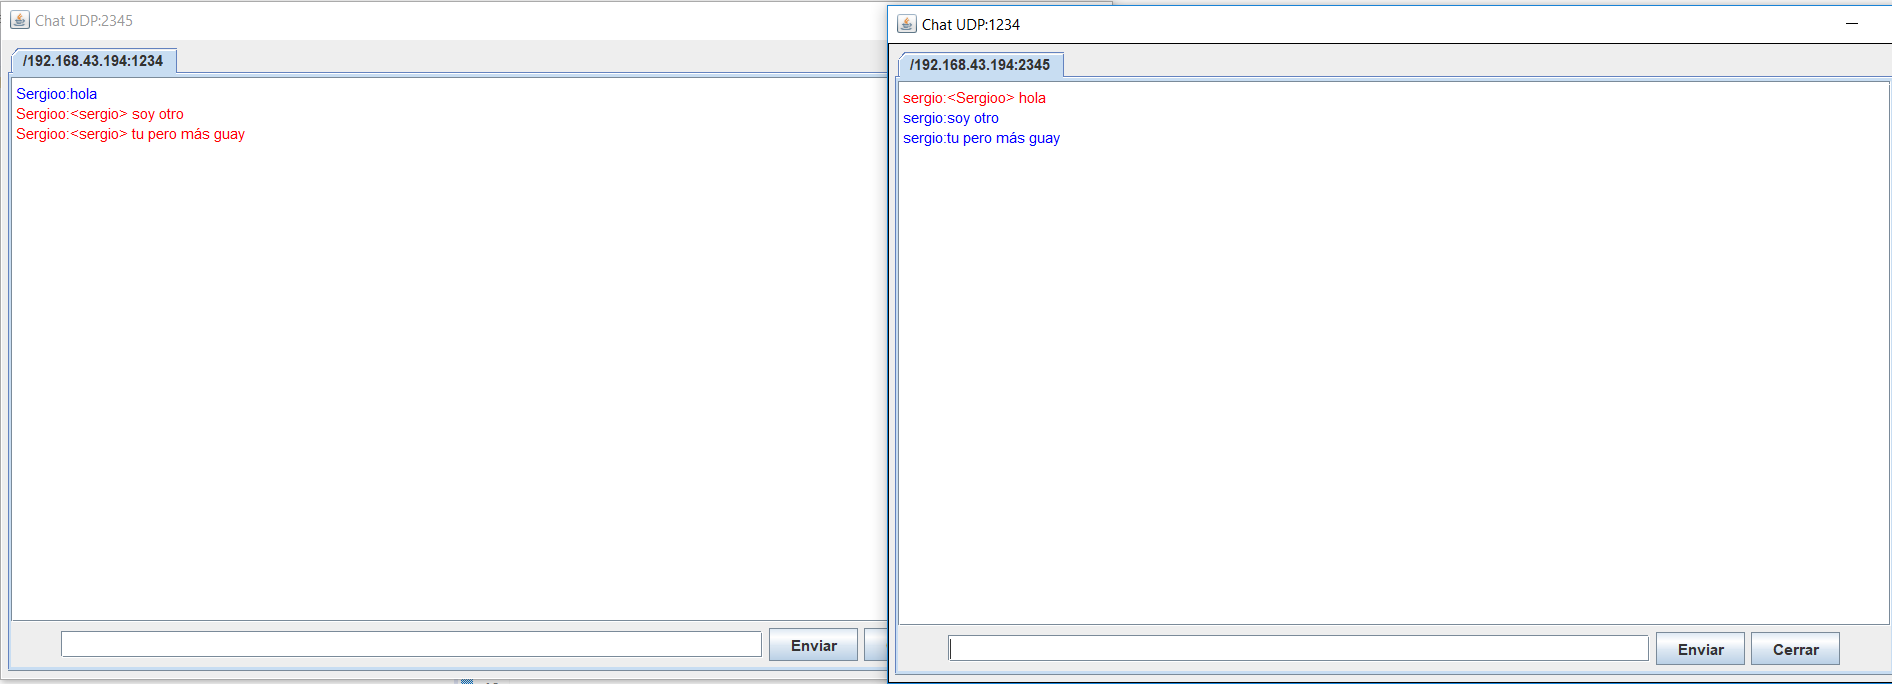 Chat UDP:2345
/192.168.43.194:1234
Sergioo:hola
Sergioo:<sergio> soy otro
Sergioo:<sergio> tu pero más guay
Enviar
Chat UDP:1234
/192.168.43.194:2345
sergio:<Sergioo> hola
sergio:soy otro
sergio:tu pero más guay
Enviar Cerrar